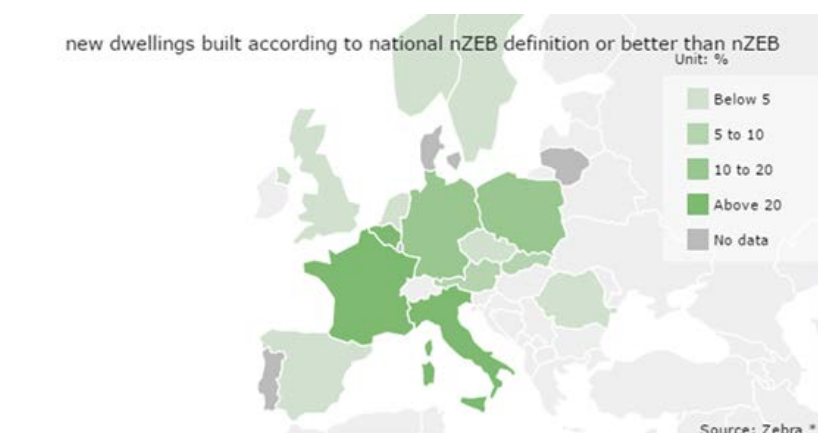 new dwellings built according to national nZEB definition or better than nZEB
Unit: %
Below 5
5 to 10
10 to 20
Above 20
No data
Source: Zebra *